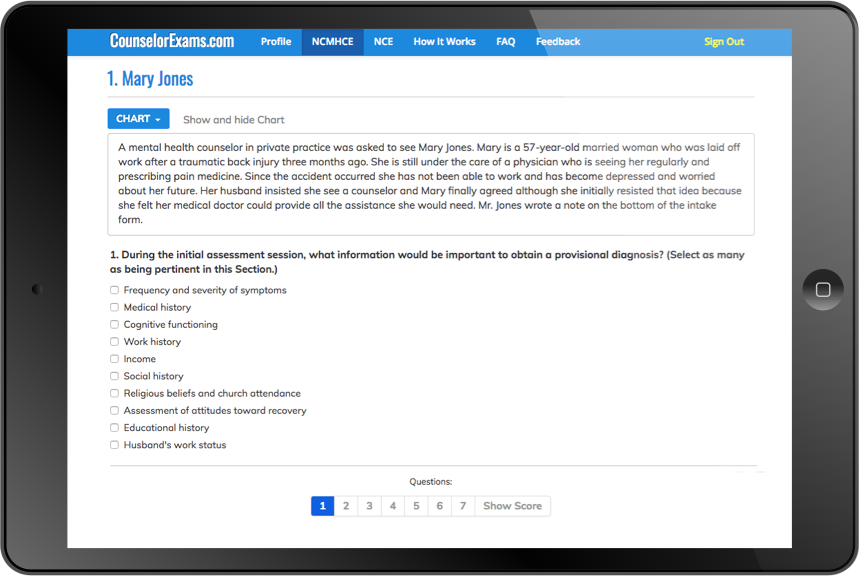 CounselorExams.com Profile NCMHCE NCE How It Works FAQ Feedback Sign Out
1. Mary Jones
CHART Show and hide Chart
A mental health counselor in private practice was asked to see Mary Jones. Mary is a 57-year-old married woman who was laid off
work after a traumatic back injury three months ago. She is still under the care of a physician who is seeing her regularly and
prescribing pain medicine. Since the accident occurred she has not been able to work and has become depressed and worried
about her future. Her husband insisted she see a counselor and Mary finally agreed although she initially resisted that idea because
she felt her medical doctor could provide all the assistance she would need. Mr. Jones wrote a note on the bottom of the intake
form.
1. During the initial assessment session, what information would be important to obtain a provisional diagnosis? (Select as many
as being pertinent in this Section.)
Frequency and severity of symptoms
Medical history
Cognitive functioning
Work history
Income
Social history
Religious beliefs and church attendance
Assessment of attitudes toward recovery
Educational history
Husband's work status
Questions:
1 2 3 4 5 6 7 Show Score